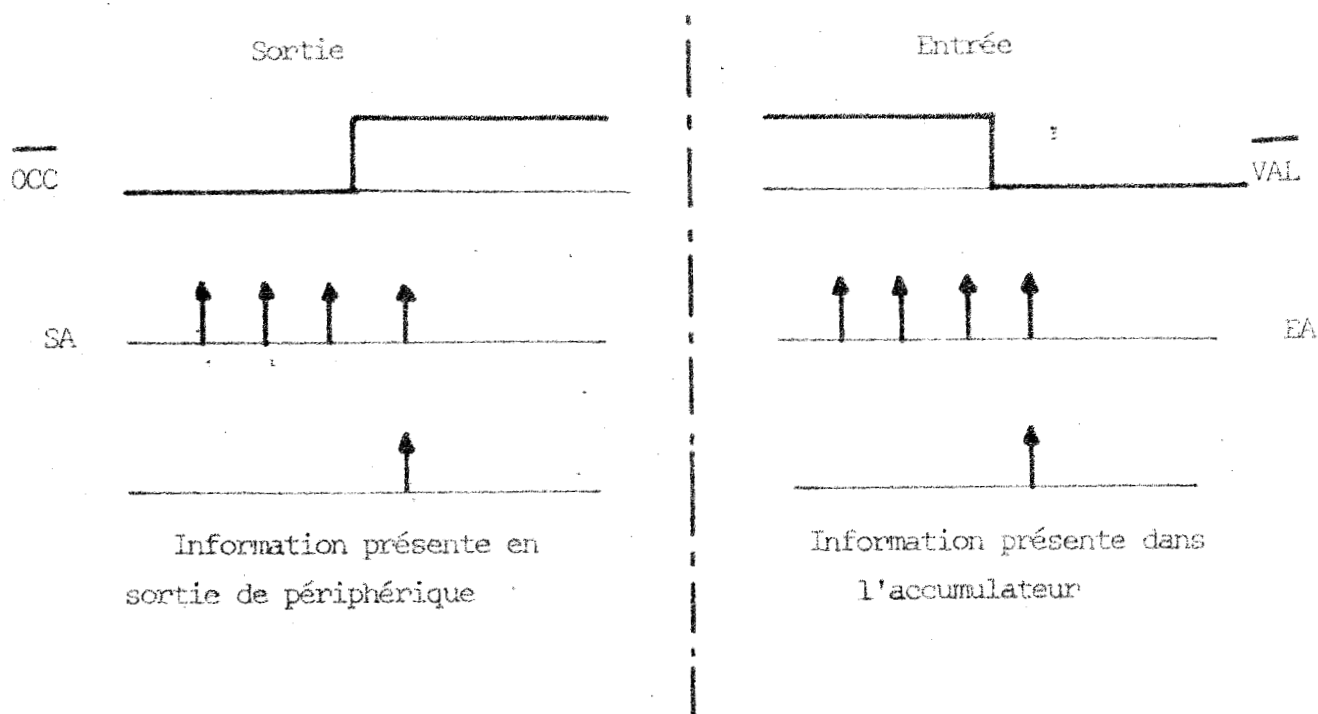 Sortie
OCC
SA
Information présente en
sortie de périphérique
Entrée
VAL
EA
Information présente dans
l'accumulateur